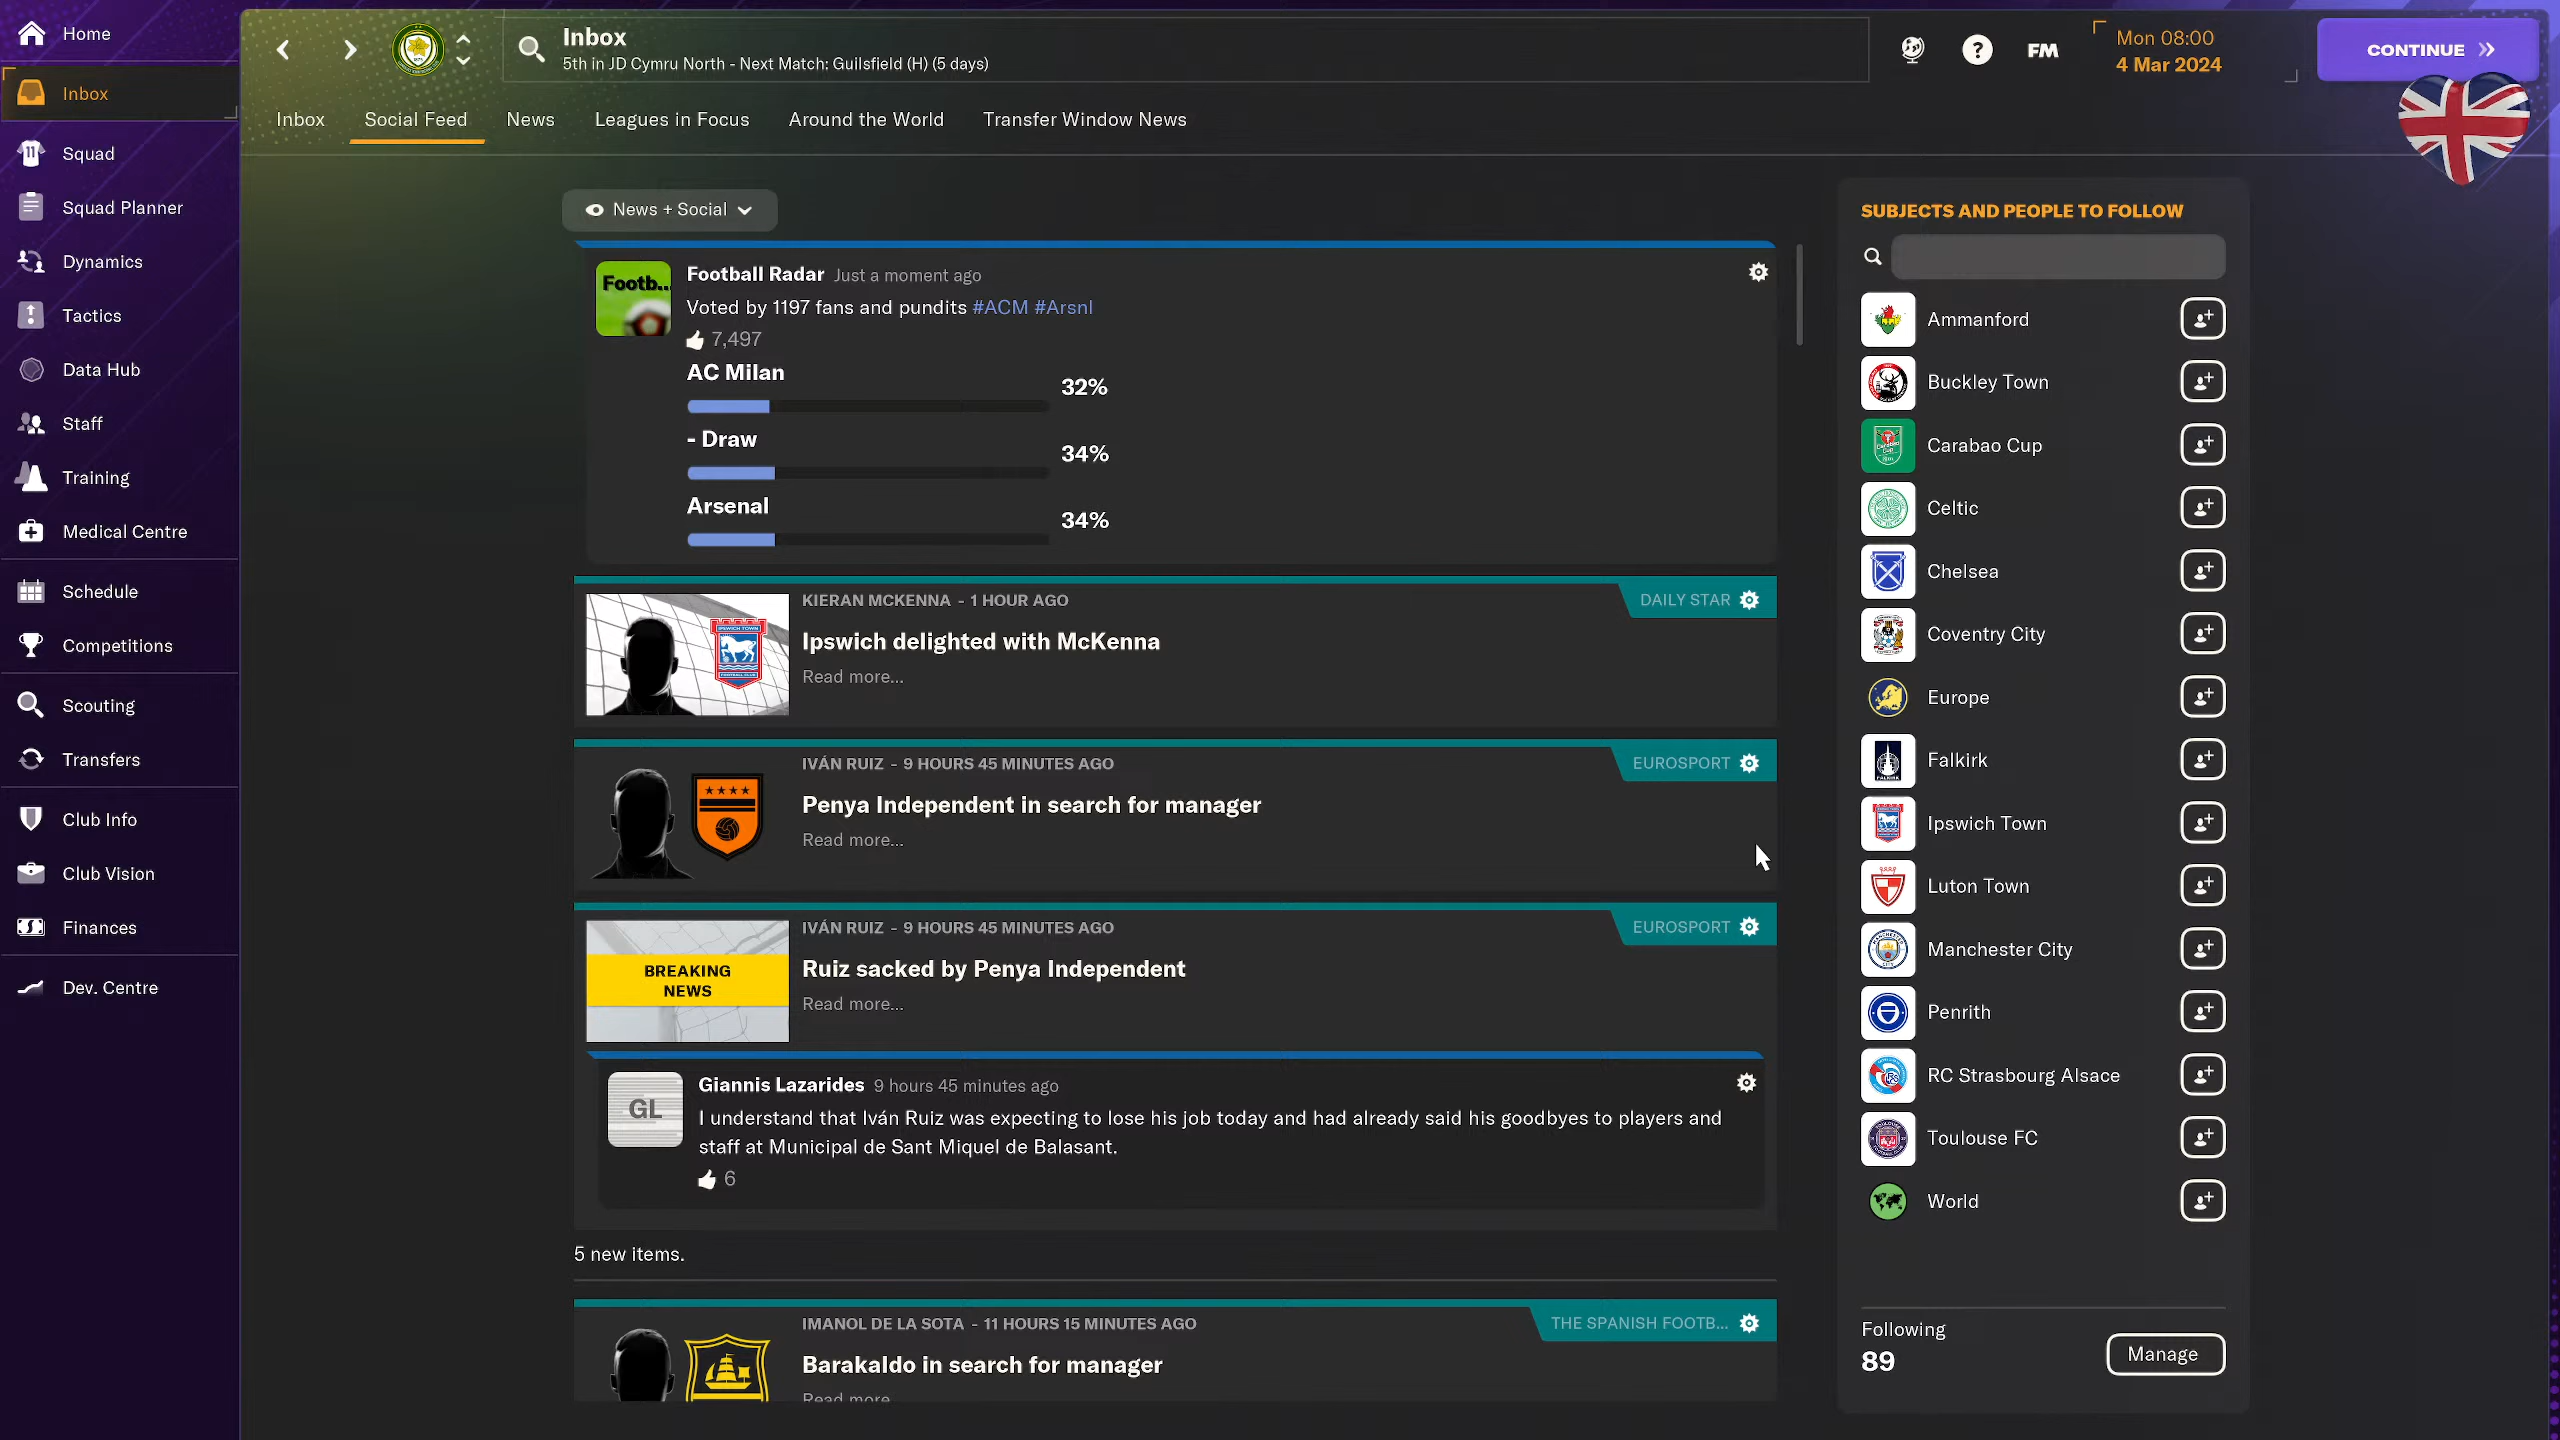 Home
Inbox
Squad
Squad Planner
Dynamics
Tactics
Data Hub
Staff
Training
Medical Centre
Schedule
Competitions
Scouting
Transfers
Club Info
Club Vision
Finances
Dev. Centre
Inbox
5th in JD Cymru North - Next Match: Guilsfield (H) (5 days)
FM
Mon 08:00
4 Mar 2024
CONTINUE
Inbox Social Feed News Leagues in Focus Around the World Transfer Window News
News + Social
Footb...
Football Radar Just a moment ago
Voted by 1197 fans and pundits #ACM #Arsnl
7,497
AC Milan
32%
- Draw
34%
Arsenal
34%
KIERAN MCKENNA - 1 HOUR AGO
DAILY STAR
Ipswich delighted with McKenna
Read more...
IVÁN RUIZ - 9 HOURS 45 MINUTES AGO
EUROSPORT
Penya Independent in search for manager
Read more...
IVÁN RUIZ - 9 HOURS 45 MINUTES AGO
EUROSPORT
BREAKING
NEWS
Ruiz sacked by Penya Independent
Read more...
GL
Giannis Lazarides 9 hours 45 minutes ago
I understand that Iván Ruiz was expecting to lose his job today and had already said his goodbyes to players and
staff at Municipal de Sant Miquel de Balasant.
6
5 new items.
IMANOL DE LA SOTA - 11 HOURS 15 MINUTES AGO
THE SPANISH FOOTB...
Barakaldo in search for manager
Read more
SUBJECTS AND PEOPLE TO FOLLOW
Ammanford
Buckley Town
Carabao Cup
Celtic
Chelsea
Coventry City
Europe
Falkirk
Ipswich Town
Luton Town
Manchester City
Penrith
RC Strasbourg Alsace
Toulouse FC
World
Following
89
Manage